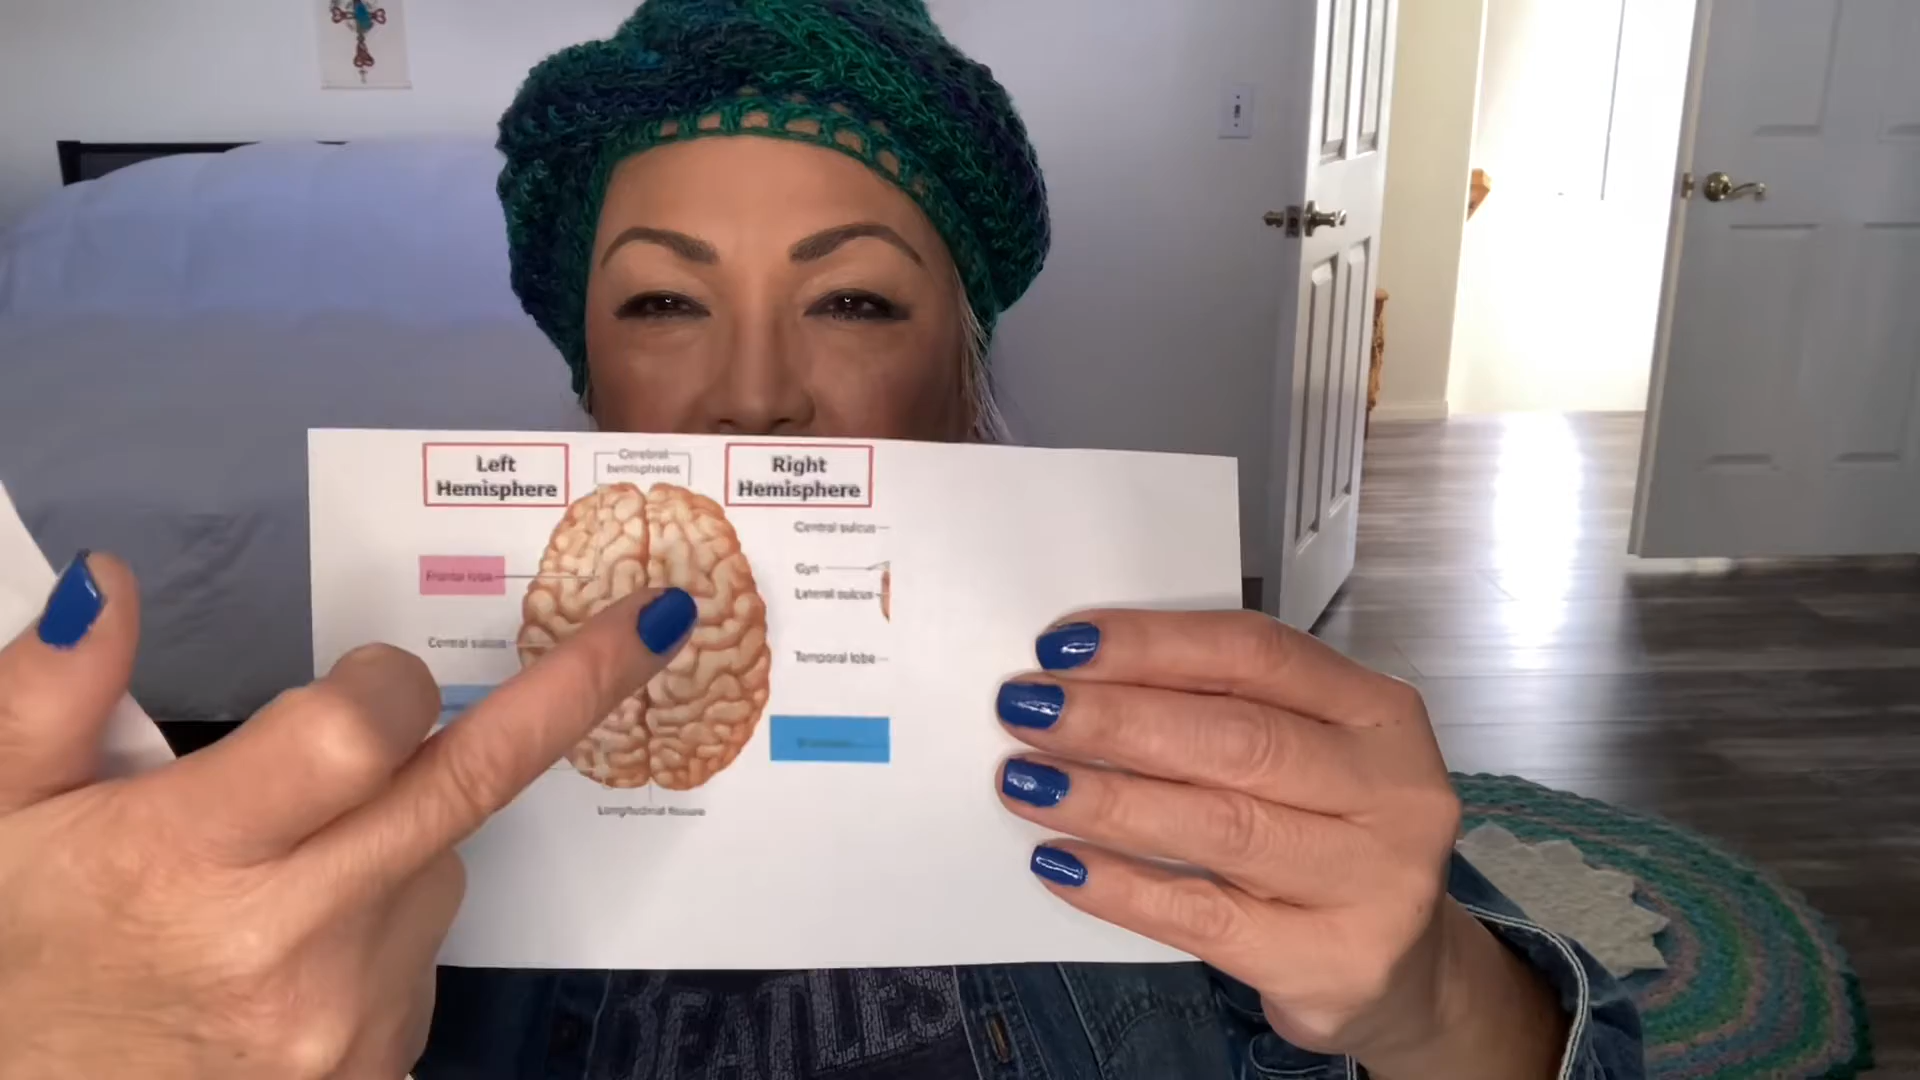 Left
Hemisphere
Cerebral
hemispheres
Right
Hemisphere
Central sulcus
Frontal lobe
Gyri
Lateral sulcus
Central sulcus
Temporal lobe
Longitudinal fissure
BEATLES